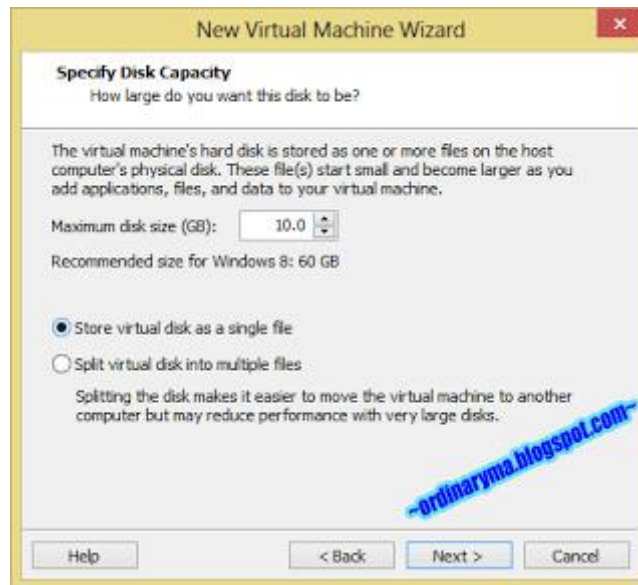 New Virtual Machine Wizard
x
Specify Disk Capacity
How large do you want this disk to be?
The virtual machine's hard disk is stored as one or more files on the host
computer's physical disk. These file(s) start small and become larger as you
add applications, files, and data to your virtual machine.
Maximum disk size (GB): 10.0
Recommended size for Windows 8: 60 GB
Store virtual disk as a single file
Split virtual disk into multiple files
Splitting the disk makes it easier to move the virtual machine to another
computer but may reduce performance with very large disks.
~ordinaryma.blogspot.com~
Help < Back Next > Cancel